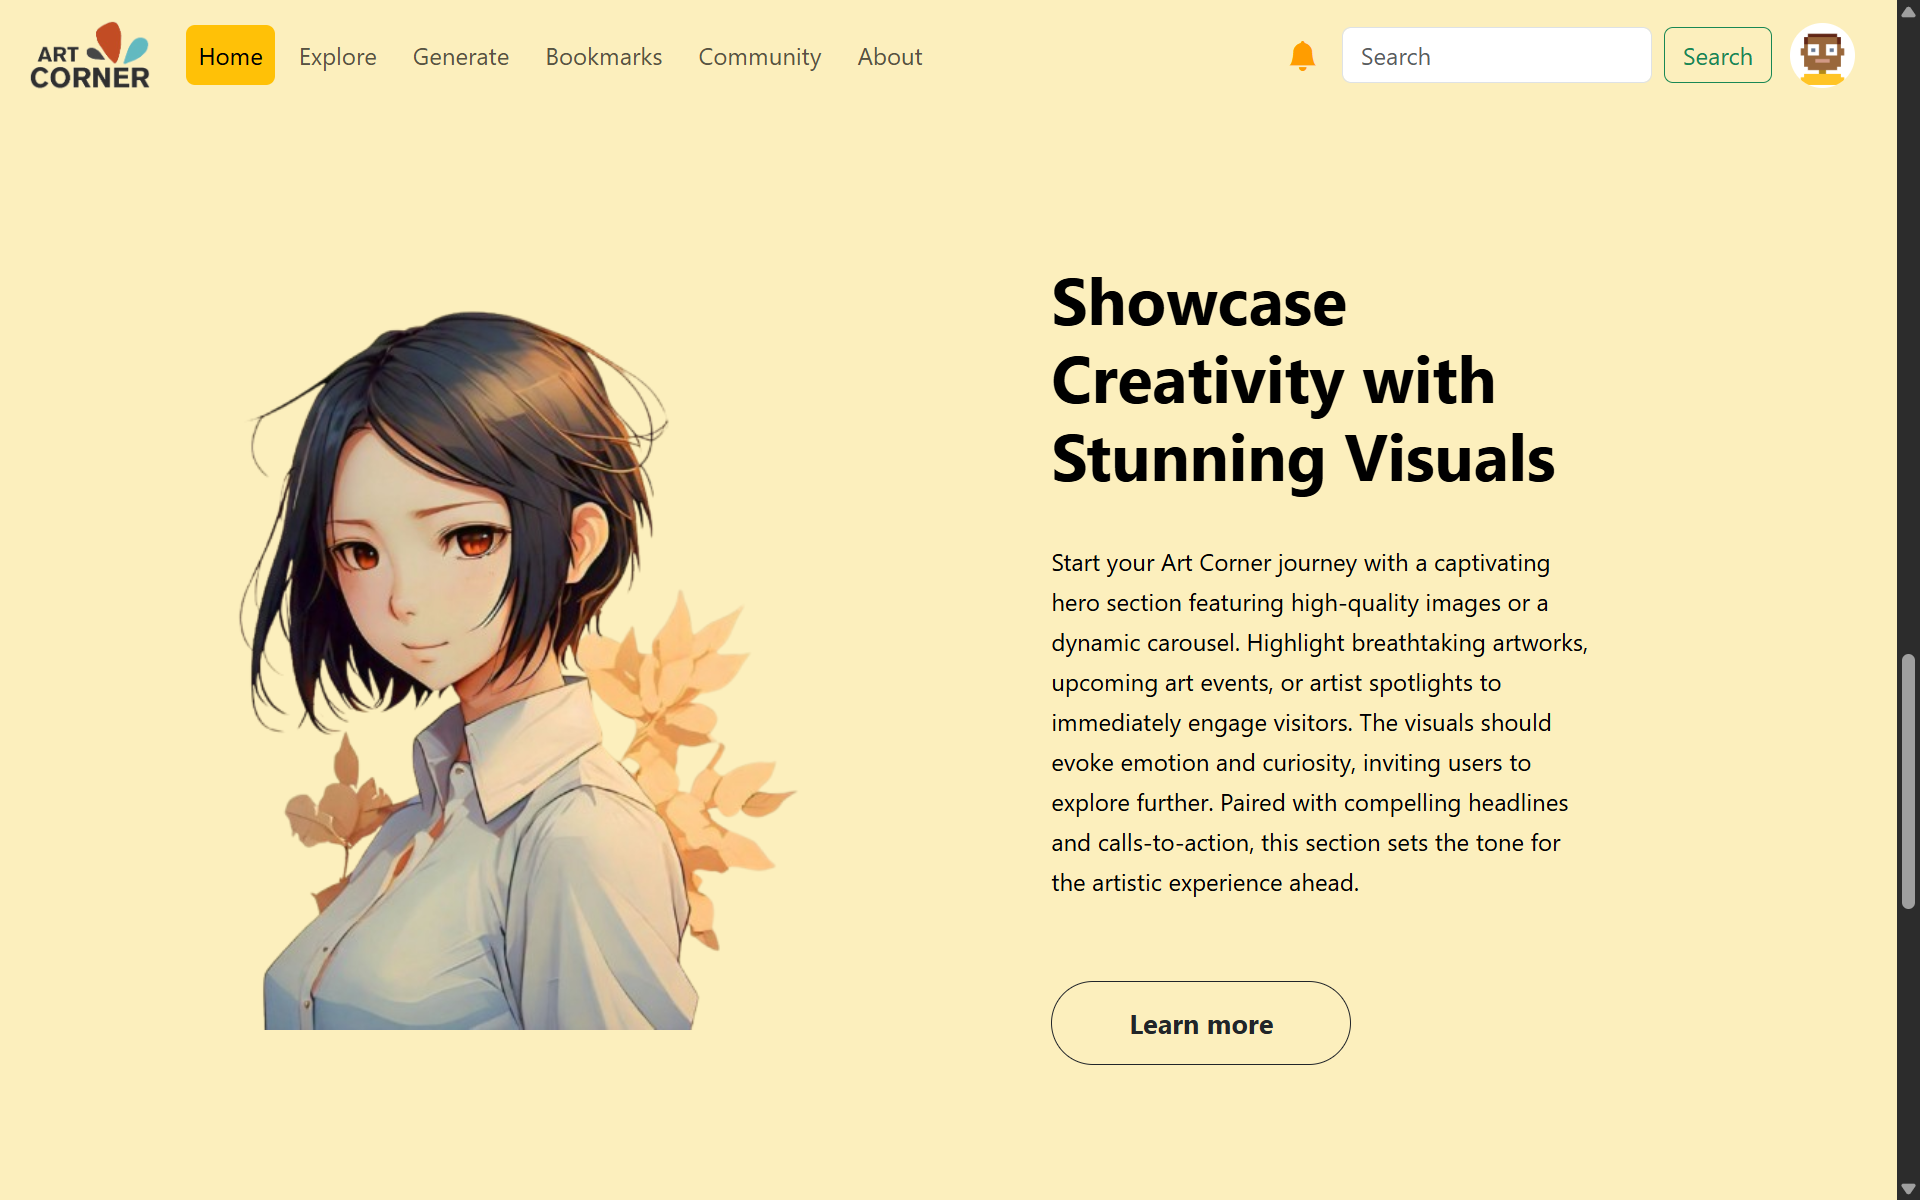 ART
CORNER
Home
Explore
Generate
Bookmarks
Community
About
Search
Search
Showcase
Creativity with
Stunning Visuals
Start your Art Corner journey with a captivating
hero section featuring high-quality images or a
dynamic carousel. Highlight breathtaking artworks,
upcoming art events, or artist spotlights to
immediately engage visitors. The visuals should
evoke emotion and curiosity, inviting users to
explore further. Paired with compelling headlines
and calls-to-action, this section sets the tone for
the artistic experience ahead.
Learn more